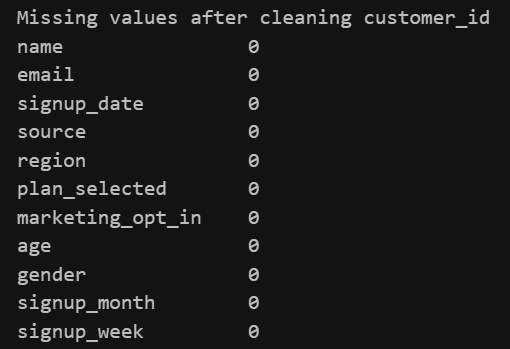 Missing values after cleaning customer_id
name 0
email 0
signup_date 0
source 0
region 0
plan_selected 0
marketing_opt_in 0
age 0
gender 0
signup_month 0
signup_week 0